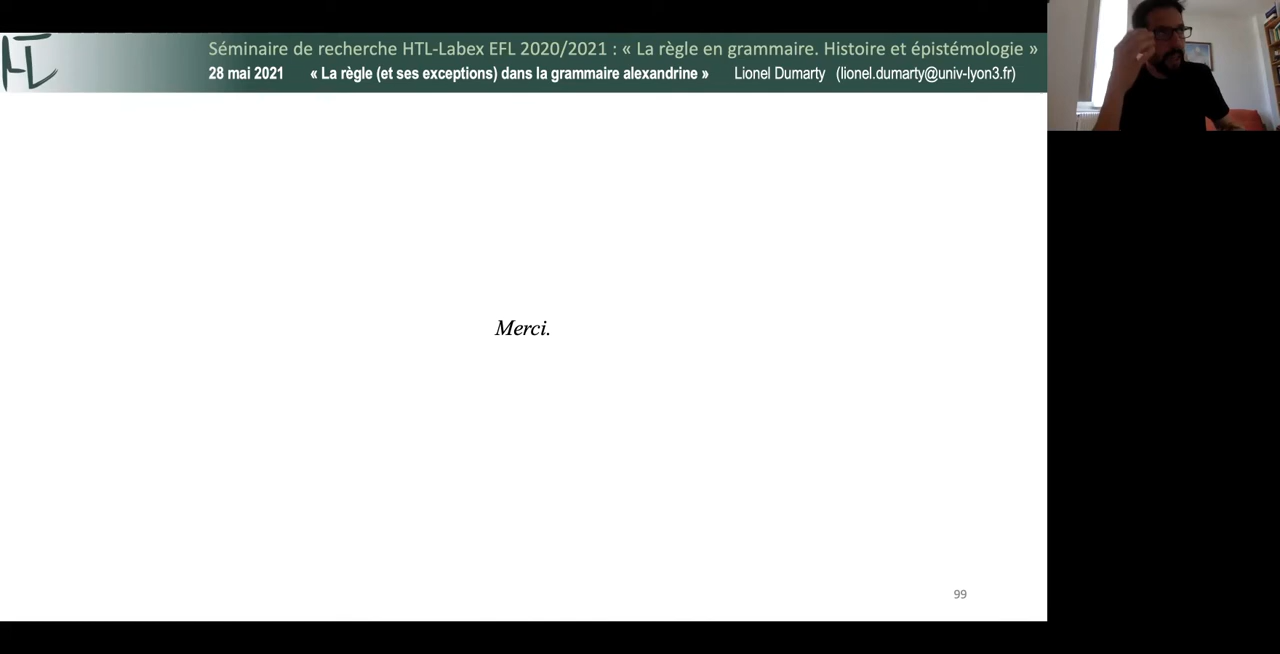 HTL
Séminaire de recherche HTL-Labex EFL 2020/2021 : « La règle en grammaire. Histoire et épistémologie »
28 mai 2021 « La règle (et ses exceptions) dans la grammaire alexandrine » Lionel Dumarty (lionel.dumarty@univ-lyon3.fr)
Merci.
99